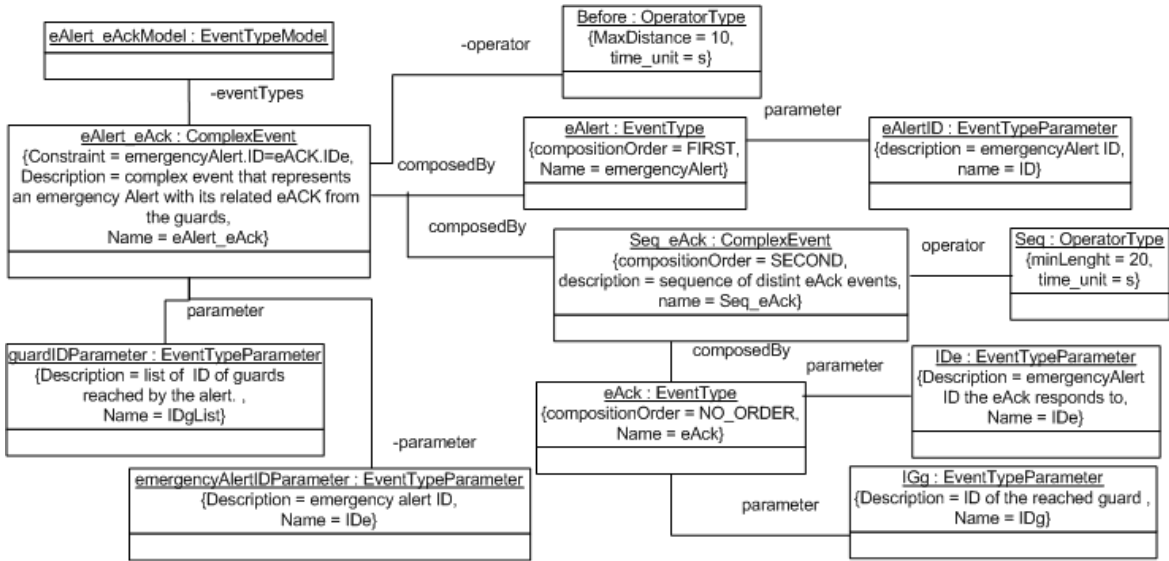 eAlert_eAckModel : EventTypeModel
-eventTypes
-operator
Before : OperatorType
{MaxDistance = 10,
time_unit = s}
eAlert_eAck : ComplexEvent
{Constraint = emergencyAlert.ID=eACK.IDe,
Description = complex event that represents
an emergency Alert with its related eACK from
the guards,
Name = eAlert_eAck}
composedBy
eAlert : EventType
{compositionOrder = FIRST,
Name = emergencyAlert}
parameter
eAlertID : EventTypeParameter
{description = emergencyAlert ID,
name = ID}
composedBy
Seq_eAck : ComplexEvent
{compositionOrder = SECOND,
description = sequence of distint eAck events,
name = Seq_eAck}
operator
Seq : OperatorType
{minLenght = 20,
time_unit = s}
parameter
guardIDParameter : EventTypeParameter
{Description = list of ID of guards
reached by the alert. ,
Name = IDgList}
composedBy
eAck : EventType
{compositionOrder = NO_ORDER,
Name = eAck}
parameter
IDe : EventTypeParameter
{Description = emergencyAlert
ID the eAck responds to,
Name = IDe}
-parameter
emergencyAlertIDParameter : EventTypeParameter
{Description = emergency alert ID,
Name = IDe}
parameter
IGg : EventTypeParameter
{Description = ID of the reached guard ,
Name = IDg}